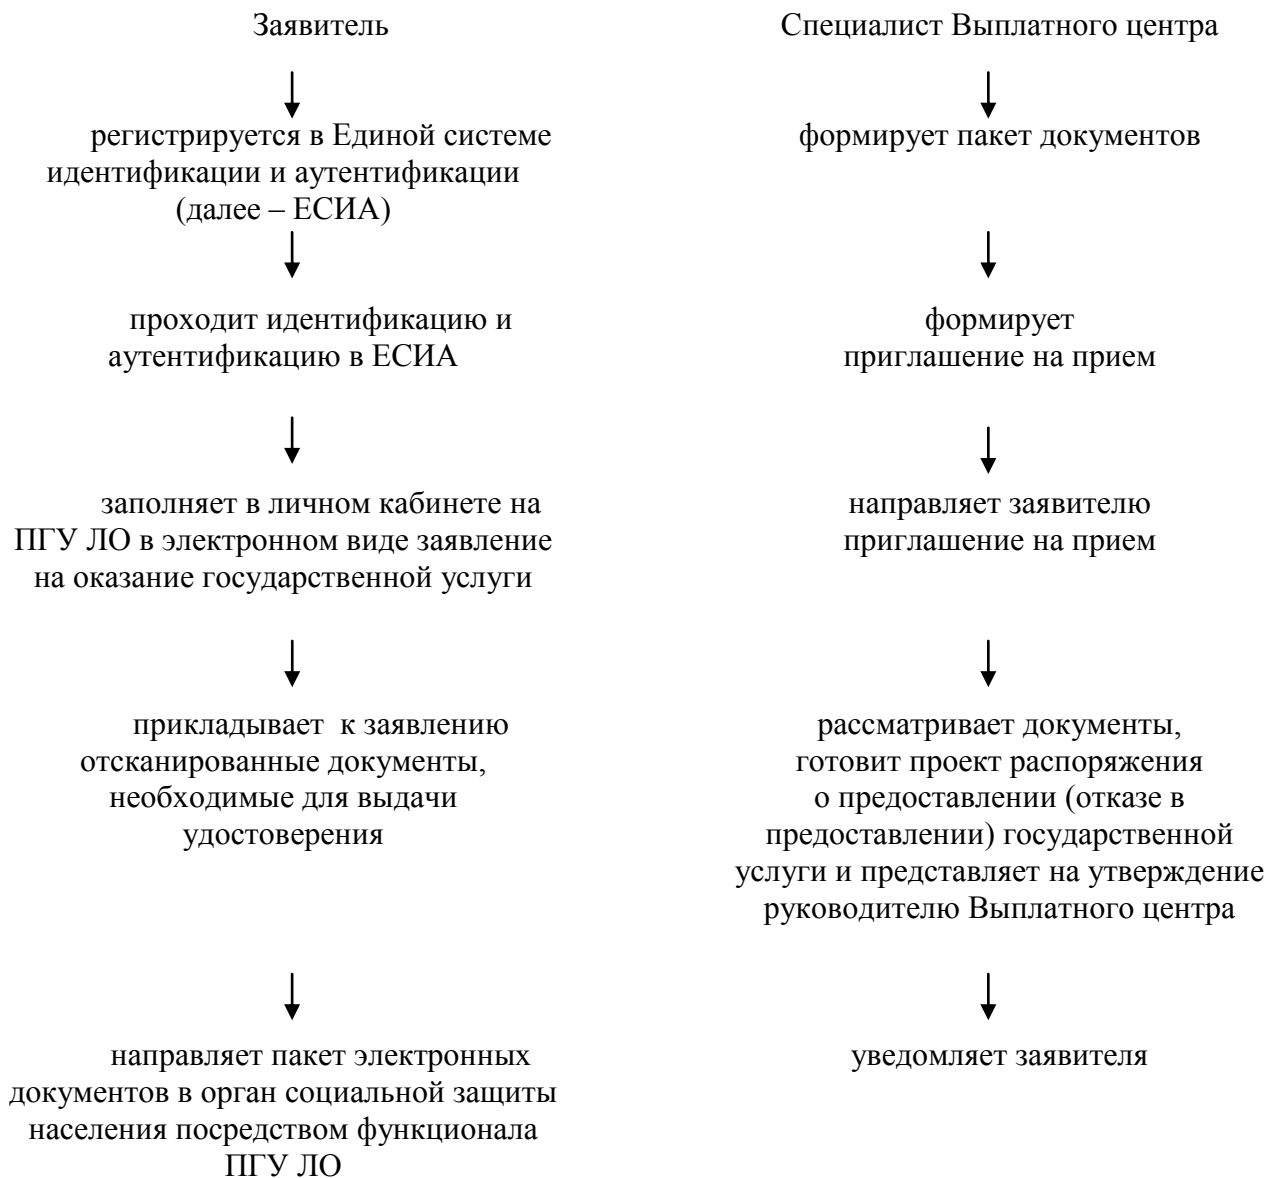 Заявитель
регистрируется в Единой системе
идентификации и аутентификации
(далее – ЕСИА)
проходит идентификацию и
аутентификацию в ЕСИА
заполняет в личном кабинете на
ПГУ ЛО в электронном виде заявление
на оказание государственной услуги
прикладывает к заявлению
отсканированные документы,
необходимые для выдачи
удостоверения
направляет пакет электронных
документов в орган социальной защиты
населения посредством функционала
ПГУ ЛО
Специалист Выплатного центра
формирует пакет документов
формирует
приглашение на прием
направляет заявителю
приглашение на прием
рассматривает документы,
готовит проект распоряжения
о предоставлении (отказе в
предоставлении) государственной
услуги и представляет на утверждение
руководителю Выплатного центра
уведомляет заявителя